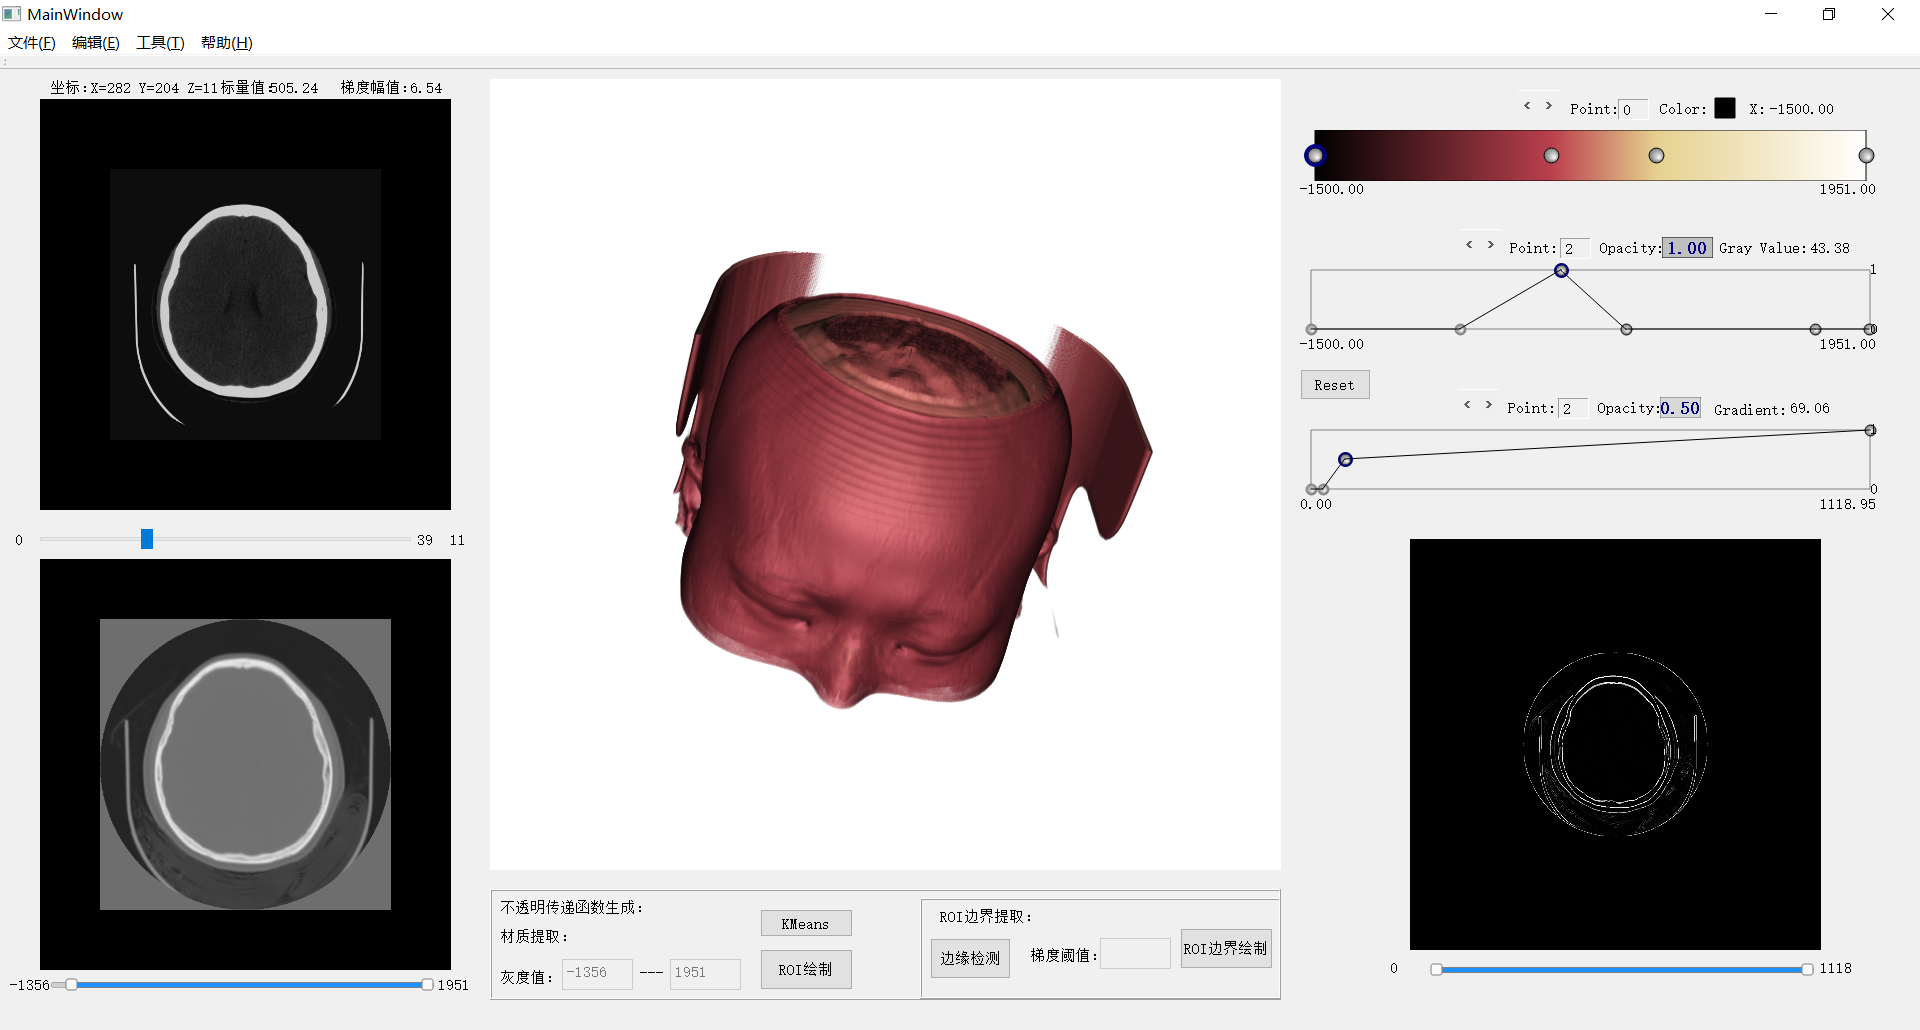 MainWindow
文件(F) 编辑(E) 工具(T) 帮助(H)
坐标:X=282 Y=204 Z=11标量值:505.24 梯度幅值:6.54
0 39 11
-1356 1951
不透明传递函数生成:
材质提取:
KMeans
灰度值: -1356 --- 1951
ROI绘制
ROI边界提取:
边缘检测 梯度阈值: ROI边界绘制
< > Point: 0 Color: X: -1500.00
-1500.00 1951.00
< > Point: 2 Opacity: 1.00 Gray Value: 43.38
1
0
-1500.00 1951.00
Reset
< > Point: 2 Opacity: 0.50 Gradient: 69.06
1
0
0.00 1118.95
0 1118